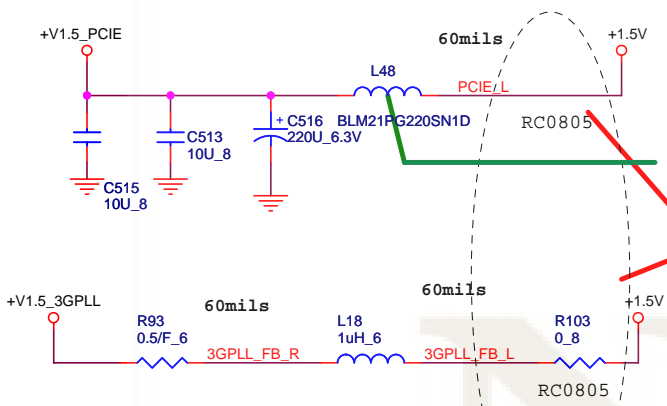 60mils
+V1.5_PCIE
+1.5V
L48
PCIE_L
+ C516
BLM21PG220SN1D
220U_6.3V
RC0805
C513
10U_8
C515
10U_8
60mils
60mils
+V1.5_3GPLL
+1.5V
R93
0.5/F_6
L18
1uH_6
R103
0_8
3GPLL_FB_R
3GPLL_FB_L
RC0805